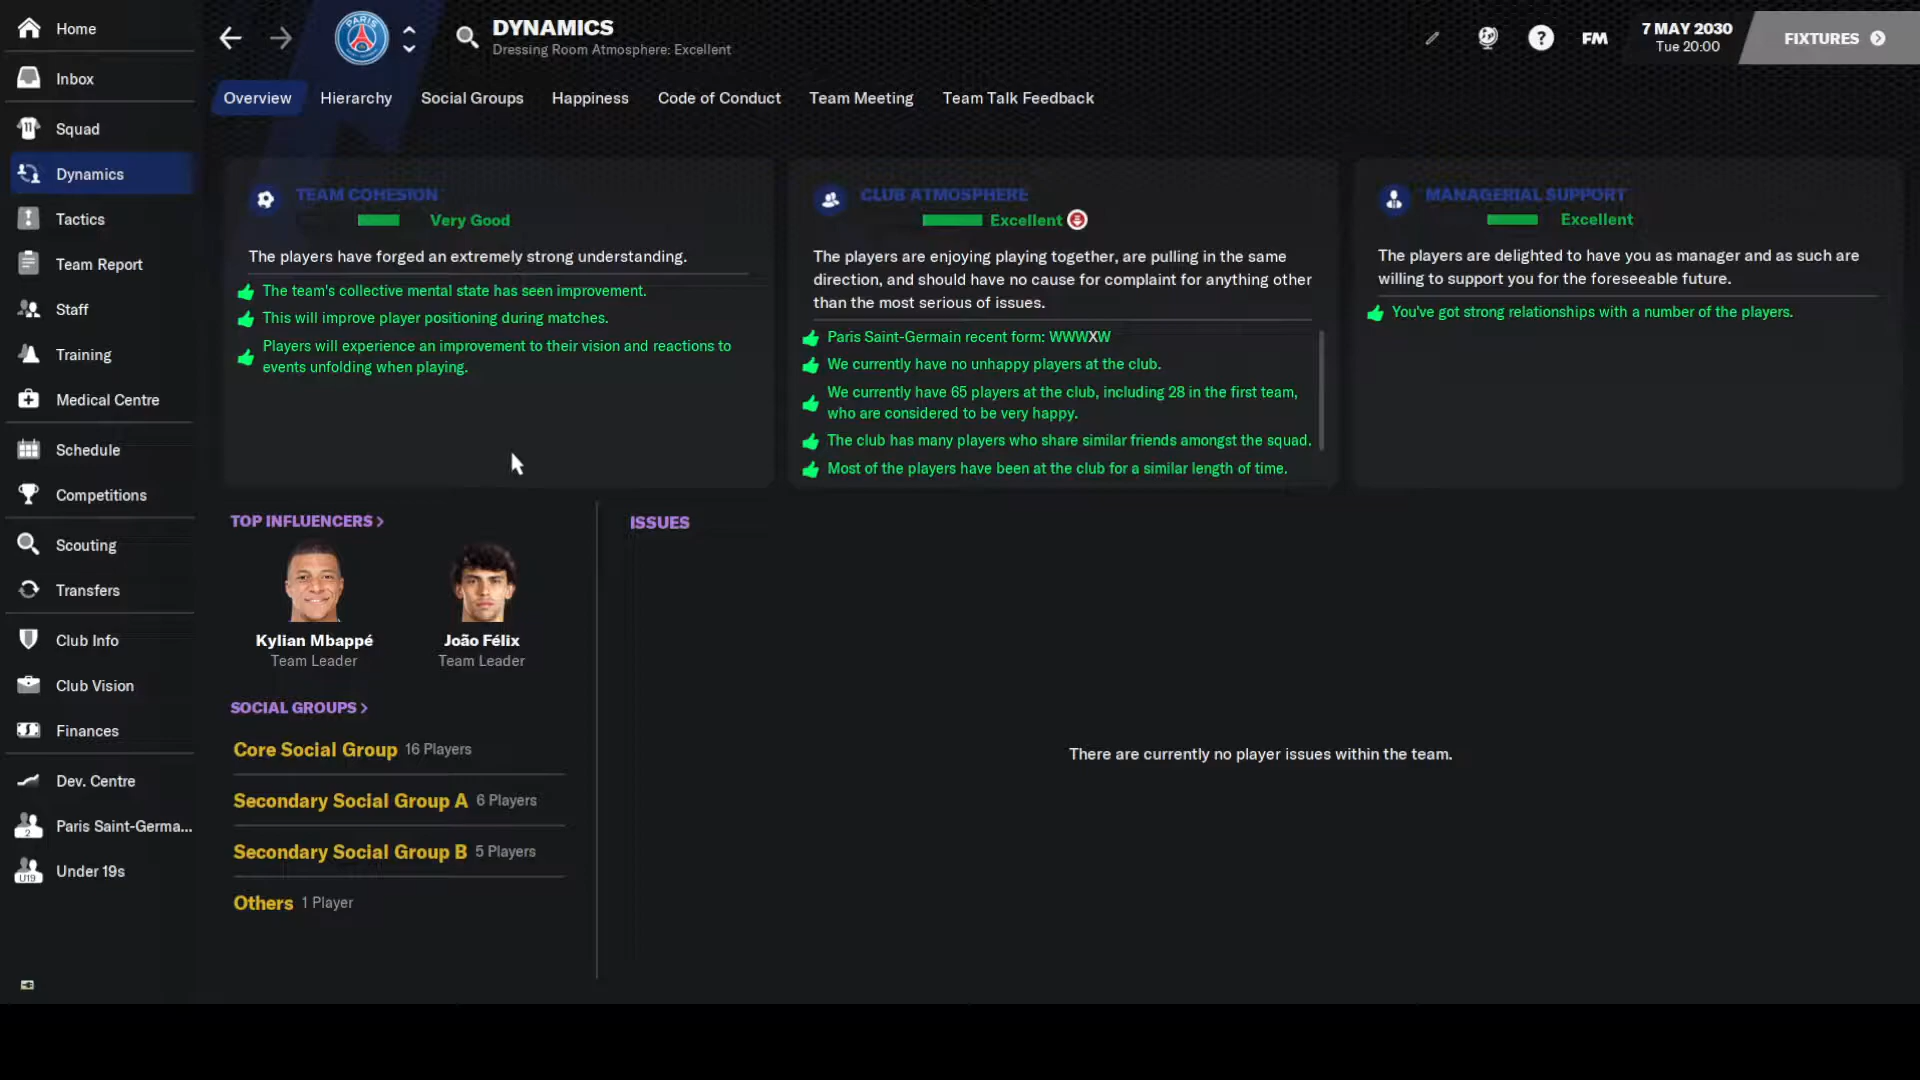 Home
Inbox
Squad
Dynamics
Tactics
Team Report
Staff
Training
Medical Centre
Schedule
Competitions
Scouting
Transfers
Club Info
Club Vision
Finances
Dev. Centre
2
Paris Saint-Germa...
U19
Under 19s
PARIS
DYNAMICS
Dressing Room Atmosphere: Excellent
?
FM
7 MAY 2030
Tue 20:00
FIXTURES
Overview
Hierarchy
Social Groups
Happiness
Code of Conduct
Team Meeting
Team Talk Feedback
TEAM COHESION
Very Good
The players have forged an extremely strong understanding.
The team's collective mental state has seen improvement.
This will improve player positioning during matches.
Players will experience an improvement to their vision and reactions to
events unfolding when playing.
CLUB ATMOSPHERE
Excellent
The players are enjoying playing together, are pulling in the same
direction, and should have no cause for complaint for anything other
than the most serious of issues.
Paris Saint-Germain recent form: WWWXW
We currently have no unhappy players at the club.
We currently have 65 players at the club, including 28 in the first team,
who are considered to be very happy.
The club has many players who share similar friends amongst the squad.
Most of the players have been at the club for a similar length of time.
MANAGERIAL SUPPORT
Excellent
The players are delighted to have you as manager and as such are
willing to support you for the foreseeable future.
You've got strong relationships with a number of the players.
TOP INFLUENCERS >
Kylian Mbappé
Team Leader
João Félix
Team Leader
SOCIAL GROUPS >
Core Social Group 16 Players
Secondary Social Group A 6 Players
Secondary Social Group B 5 Players
Others 1 Player
ISSUES
There are currently no player issues within the team.